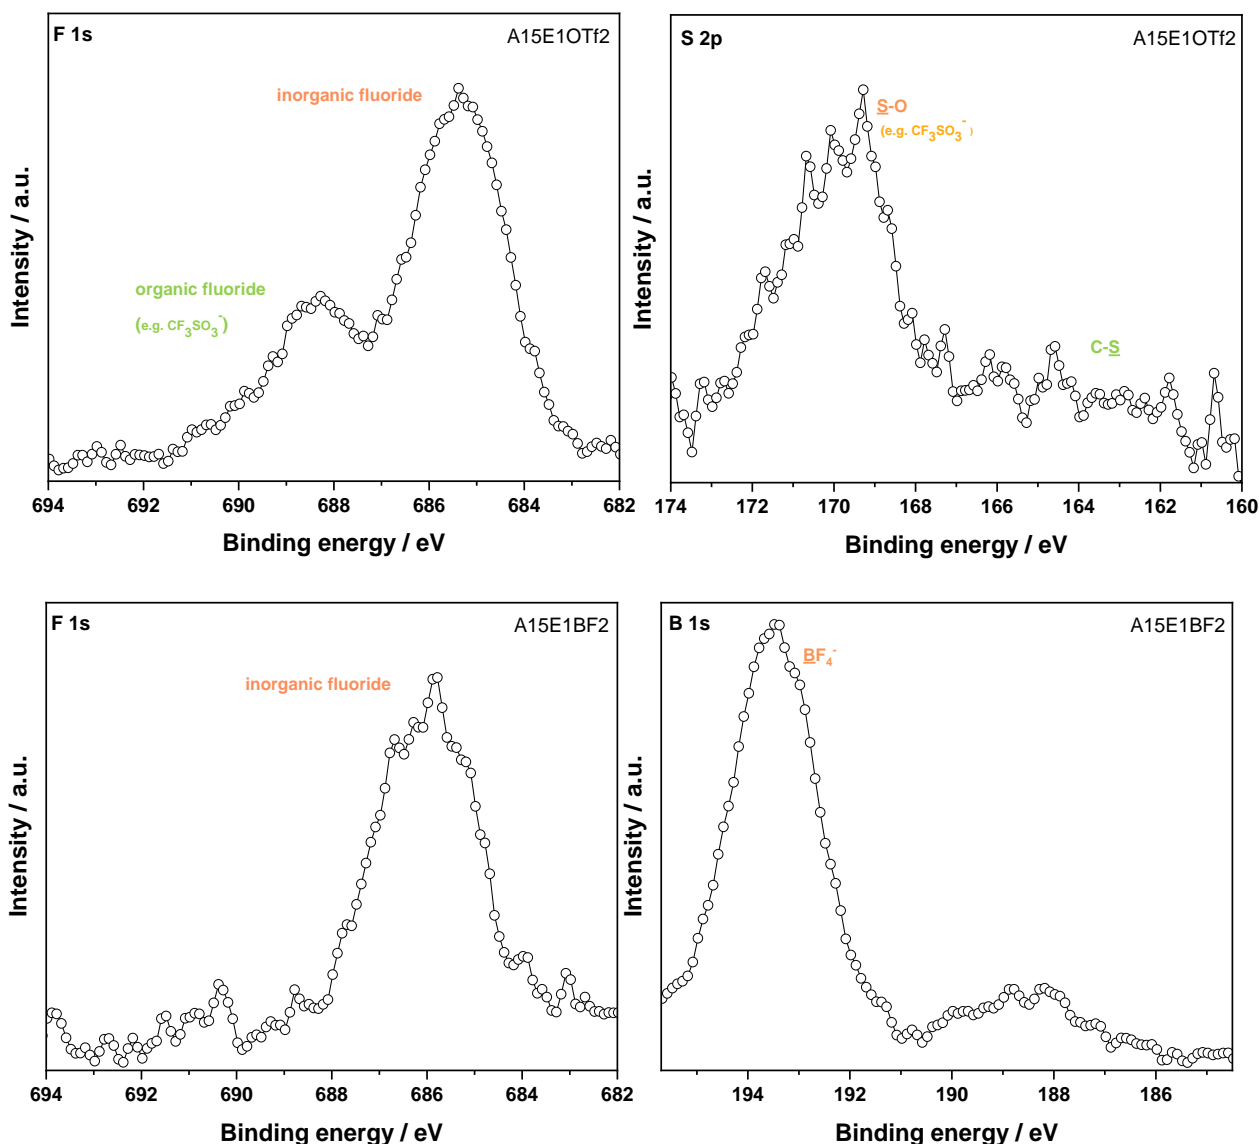 F 1s
A15E1OTf2
inorganic fluoride
organic fluoride
(e.g. CF₃SO₃⁻)
Intensity / a.u.
694 692 690 688 686 684 682
Binding energy / eV
S 2p
A15E1OTf2
S-O
(e.g. CF₃SO₃⁻)
C-S
Intensity / a.u.
174 172 170 168 166 164 162 160
Binding energy / eV
F 1s
A15E1BF2
inorganic fluoride
Intensity / a.u.
694 692 690 688 686 684 682
Binding energy / eV
B 1s
A15E1BF2
BF₄⁻
Intensity / a.u.
194 192 190 188 186
Binding energy / eV